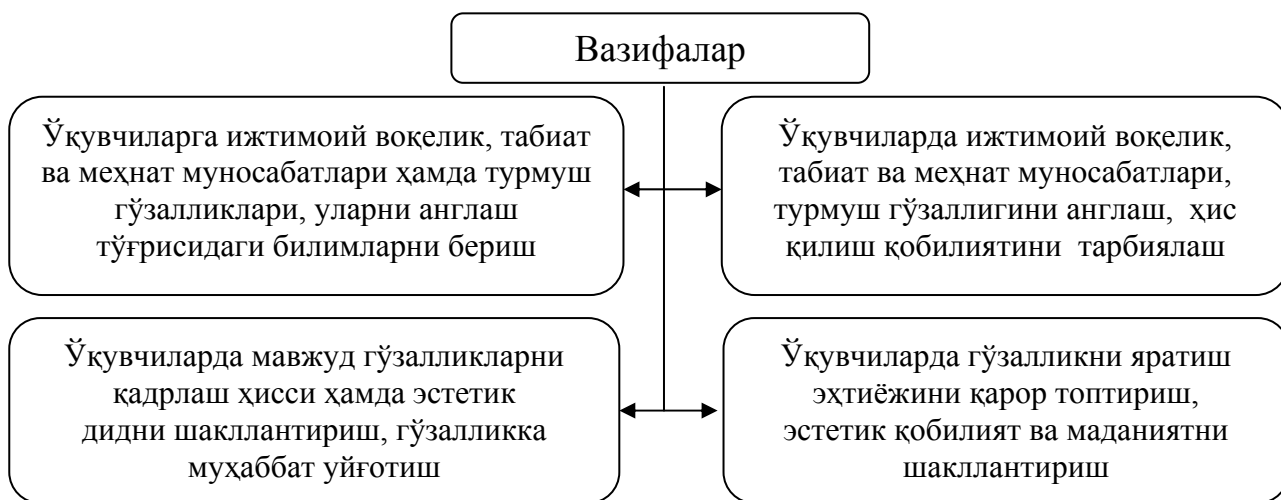 Вазифалар
Ўқувчиларга ижтимоий воқелик, табиат
ва меҳнат муносабатлари ҳамда турмуш
гўзалликлари, уларни англаш
тўғрисидаги билимларни бериш
Ўқувчиларда ижтимоий воқелик,
табиат ва меҳнат муносабатлари,
турмуш гўзаллигини англаш, ҳис
қилиш қобилиятини тарбиялаш
Ўқувчиларда мавжуд гўзалликларни
қадрлаш ҳисси ҳамда эстетик
дидни шакллантириш, гўзалликка
муҳаббат уйғотиш
Ўқувчиларда гўзалликни яратиш
эҳтиёжини қарор топтириш,
эстетик қобилият ва маданиятни
шакллантириш